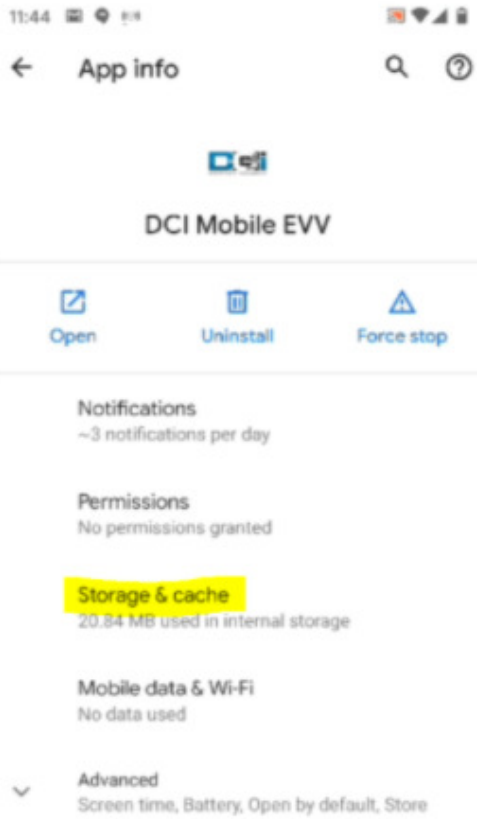 11:44
App info
DCI
DCI Mobile EVV
Open
Uninstall
Force stop
Notifications
~3 notifications per day
Permissions
No permissions granted
Storage & cache
20.84 MB used in internal storage
Mobile data & Wi-Fi
No data used
Advanced
Screen time, Battery, Open by default, Store